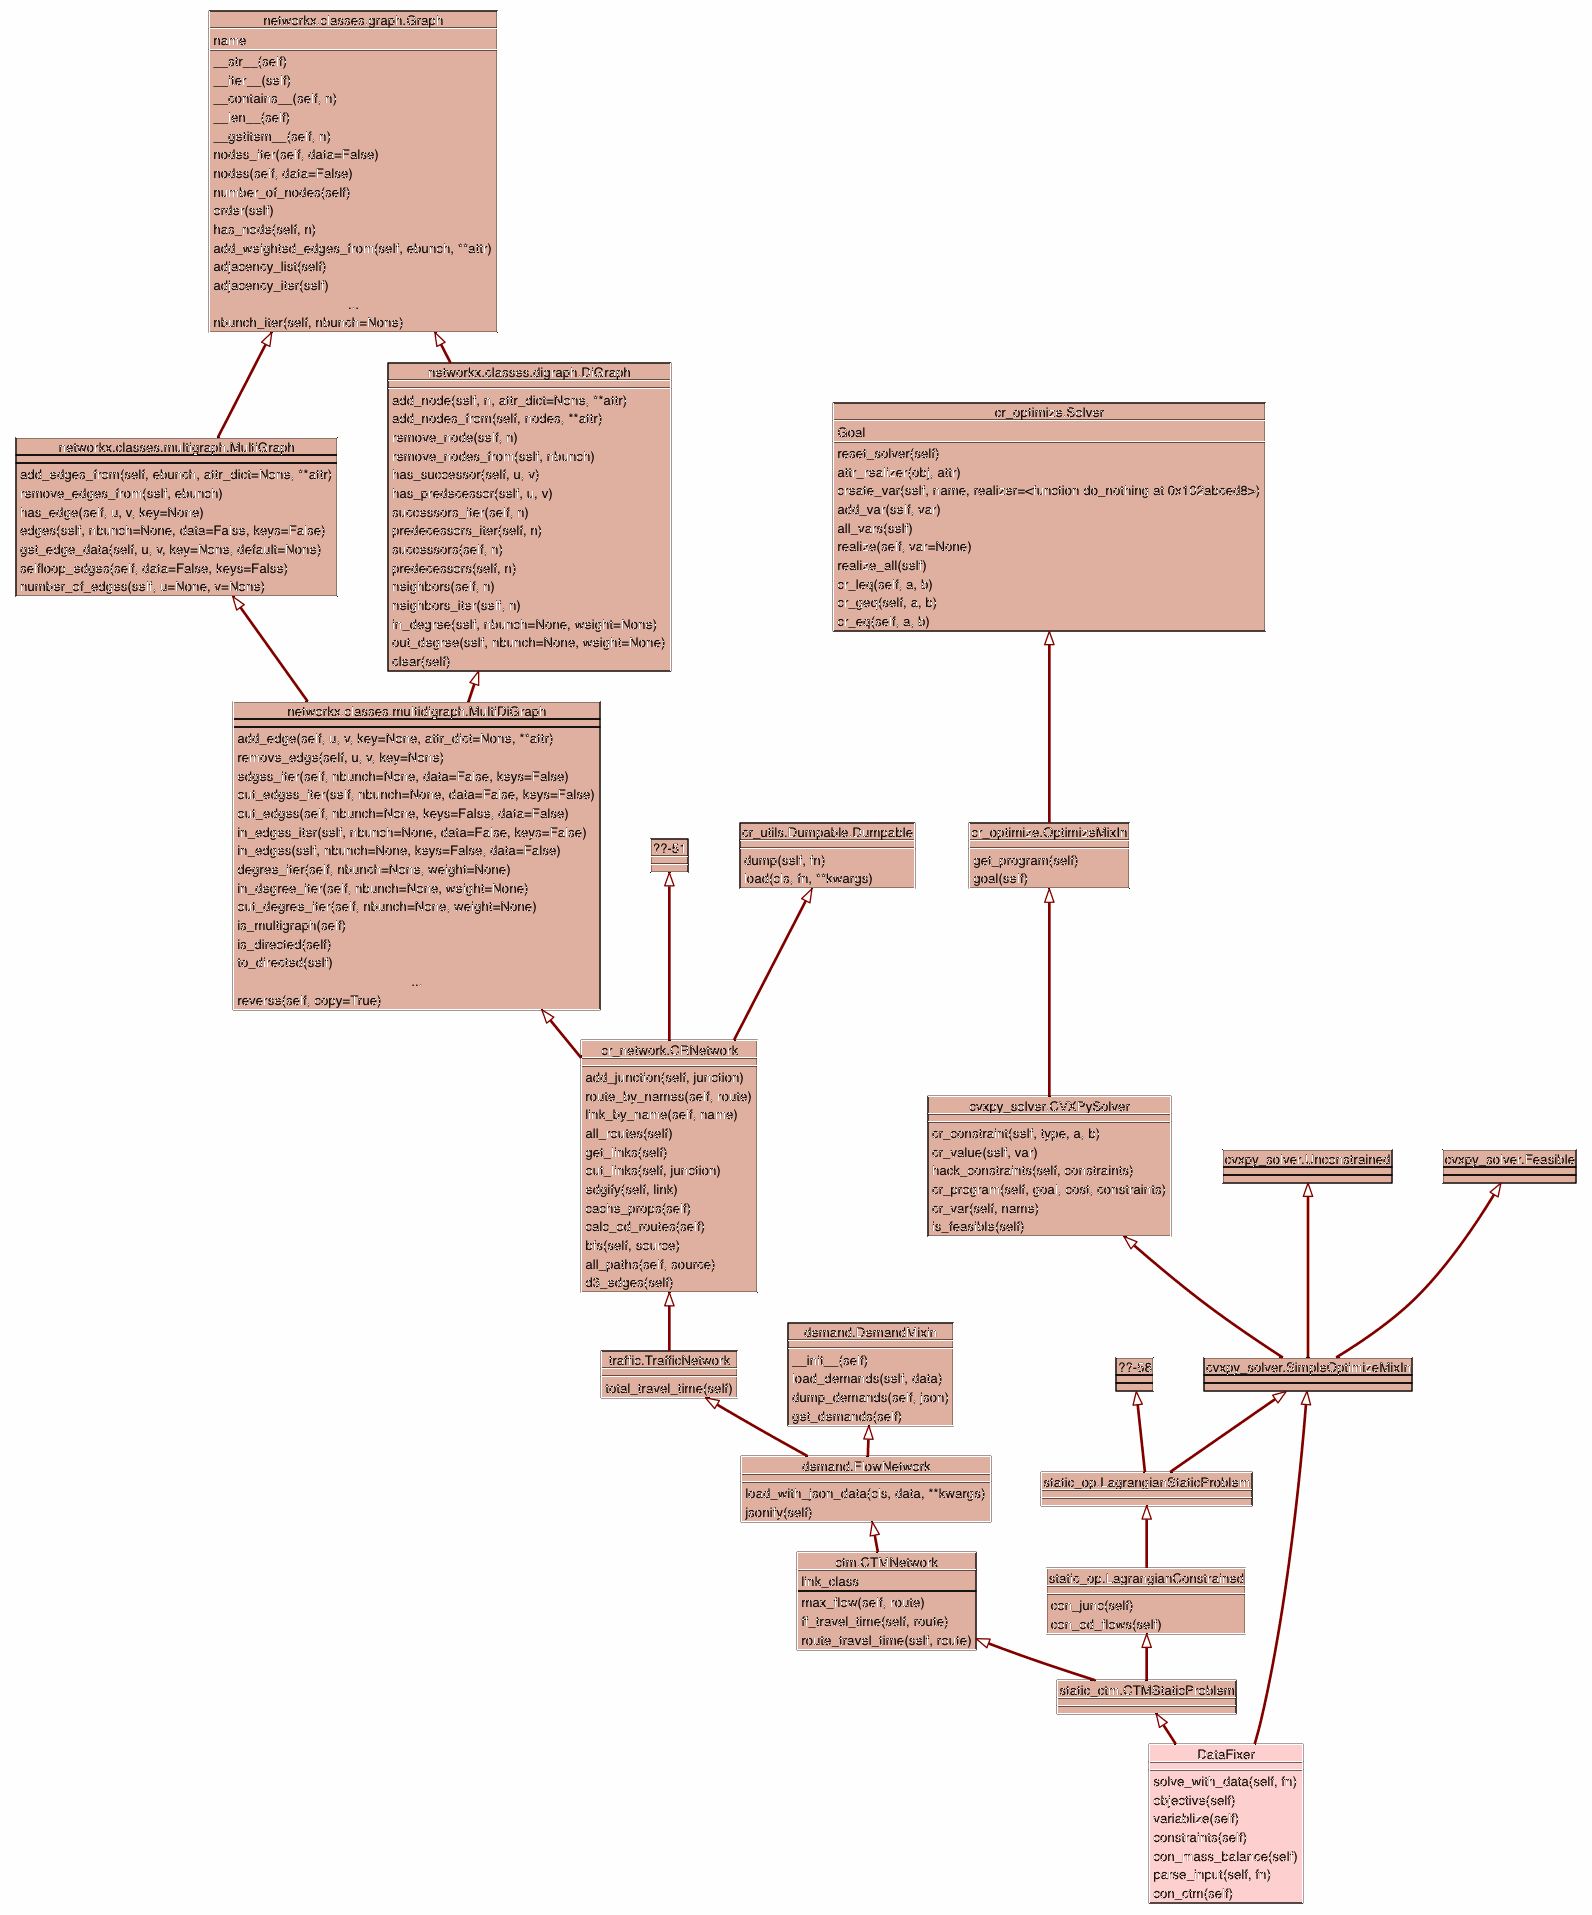 networkx.classes.graph.Graph
name
__str__(self)
__iter__(self)
__contains__(self, n)
__len__(self)
__getitem__(self, n)
nodes_iter(self, data=False)
nodes(self, data=False)
number_of_nodes(self)
order(self)
has_node(self, n)
add_weighted_edges_from(self, ebunch, **attr)
adjacency_list(self)
adjacency_iter(self)
...
nbunch_iter(self, nbunch=None)
networkx.classes.digraph.DiGraph
add_node(self, n, attr_dict=None, **attr)
add_nodes_from(self, nodes, **attr)
remove_node(self, n)
remove_nodes_from(self, nbunch)
has_successor(self, u, v)
has_predecessor(self, u, v)
successors_iter(self, n)
predecessors_iter(self, n)
successors(self, n)
predecessors(self, n)
neighbors(self, n)
neighbors_iter(self, n)
in_degree(self, nbunch=None, weight=None)
out_degree(self, nbunch=None, weight=None)
clear(self)
cr_optimize.Solver
Goal
reset_solver(self)
attr_realizer(obj, attr)
create_var(self, name, realizer=<function do_nothing at 0x102abced8>)
add_var(self, var)
all_vars(self)
realize(self, var=None)
realize_all(self)
cr_leq(self, a, b)
cr_geq(self, a, b)
cr_eq(self, a, b)
networkx.classes.multigraph.MultiGraph
add_edges_from(self, ebunch, attr_dict=None, **attr)
remove_edges_from(self, ebunch)
has_edge(self, u, v, key=None)
edges(self, nbunch=None, data=False, keys=False)
get_edge_data(self, u, v, key=None, default=None)
selfloop_edges(self, data=False, keys=False)
number_of_edges(self, u=None, v=None)
networkx.classes.multidigraph.MultiDiGraph
add_edge(self, u, v, key=None, attr_dict=None, **attr)
remove_edge(self, u, v, key=None)
edges_iter(self, nbunch=None, data=False, keys=False)
out_edges_iter(self, nbunch=None, data=False, keys=False)
out_edges(self, nbunch=None, keys=False, data=False)
in_edges_iter(self, nbunch=None, data=False, keys=False)
in_edges(self, nbunch=None, keys=False, data=False)
degree_iter(self, nbunch=None, weight=None)
in_degree_iter(self, nbunch=None, weight=None)
out_degree_iter(self, nbunch=None, weight=None)
is_multigraph(self)
is_directed(self)
to_directed(self)
...
reverse(self, copy=True)
??-51
cr_utils.Dumpable.Dumpable
dump(self, fn)
load(cls, fn, **kwargs)
cr_optimize.OptimizeMixIn
get_program(self)
goal(self)
cr_network.CRNetwork
add_junction(self, junction)
route_by_names(self, route)
link_by_name(self, name)
all_routes(self)
get_links(self)
out_links(self, junction)
edgify(self, link)
cache_props(self)
calc_od_routes(self)
bfs(self, source)
all_paths(self, source)
d3_edges(self)
cvxpy_solver.CVXPySolver
cr_constraint(self, type, a, b)
cr_value(self, var)
hack_constraints(self, constraints)
cr_program(self, goal, cost, constraints)
cr_var(self, name)
is_feasible(self)
cvxpy_solver.Unconstrained
cvxpy_solver.Feasible
traffic.TrafficNetwork
total_travel_time(self)
demand.DemandMixIn
__init__(self)
load_demands(self, data)
dump_demands(self, json)
get_demands(self)
cvxpy_solver.SimpleOptimizeMixIn
demand.FlowNetwork
load_with_json_data(cls, data, **kwargs)
jsonify(self)
static_op.LagrangianStaticProblem
ctm.CTMNetwork
link_class
max_flow(self, route)
ff_travel_time(self, route)
route_travel_time(self, route)
static_op.LagrangianConstrained
con_junc(self)
con_od_flows(self)
static_ctm.CTMStaticProblem
DataFixer
solve_with_data(self, fn)
objective(self)
variablize(self)
constraints(self)
con_mass_balance(self)
parse_input(self, fn)
con_ctm(self)